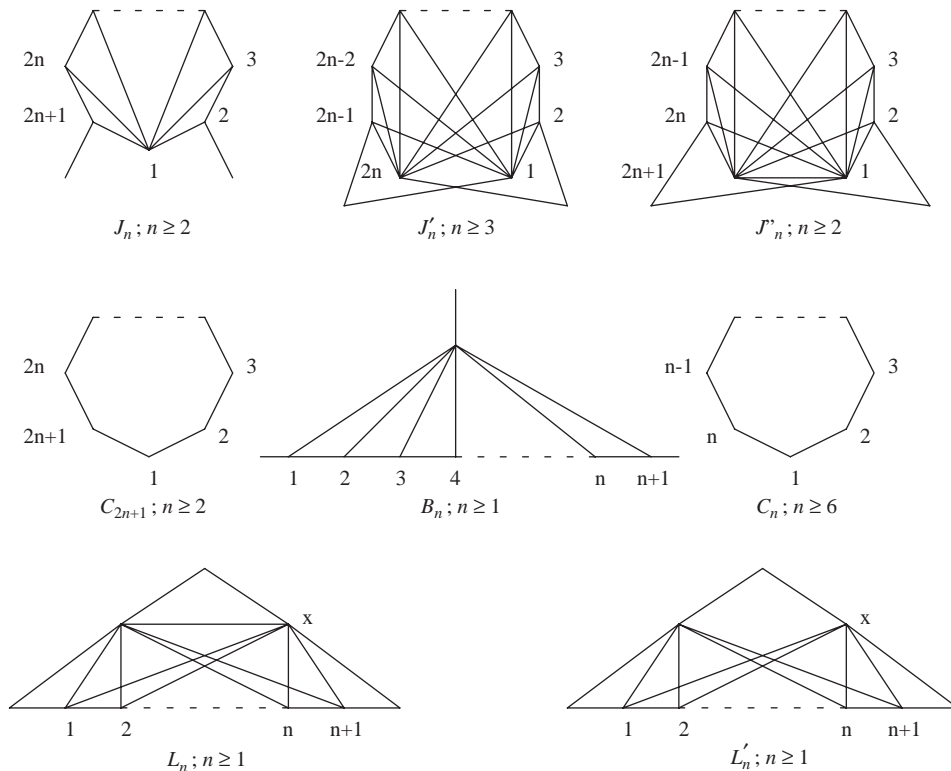 2n 3 2n-2 3 2n-1 3
2n+1 2 2n-1 2 2n 2
1 2n 1 2n+1 1
J_n ; n ≥ 2 J'_n ; n ≥ 3 J"_n ; n ≥ 2
2n 3 n-1 3
2n+1 2 n 2
1 1 2 3 4 n n+1 1
C_{2n+1} ; n ≥ 2 B_n ; n ≥ 1 C_n ; n ≥ 6
x x
1 2 n n+1 1 2 n n+1
L_n ; n ≥ 1 L'_n ; n ≥ 1